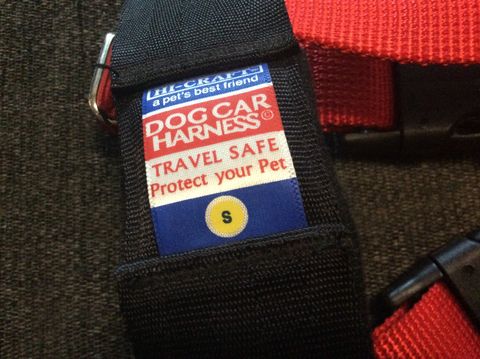 HI-CRAFT
a pet's best friend
DOG CAR
HARNESS©
TRAVEL SAFE
Protect your Pet
S